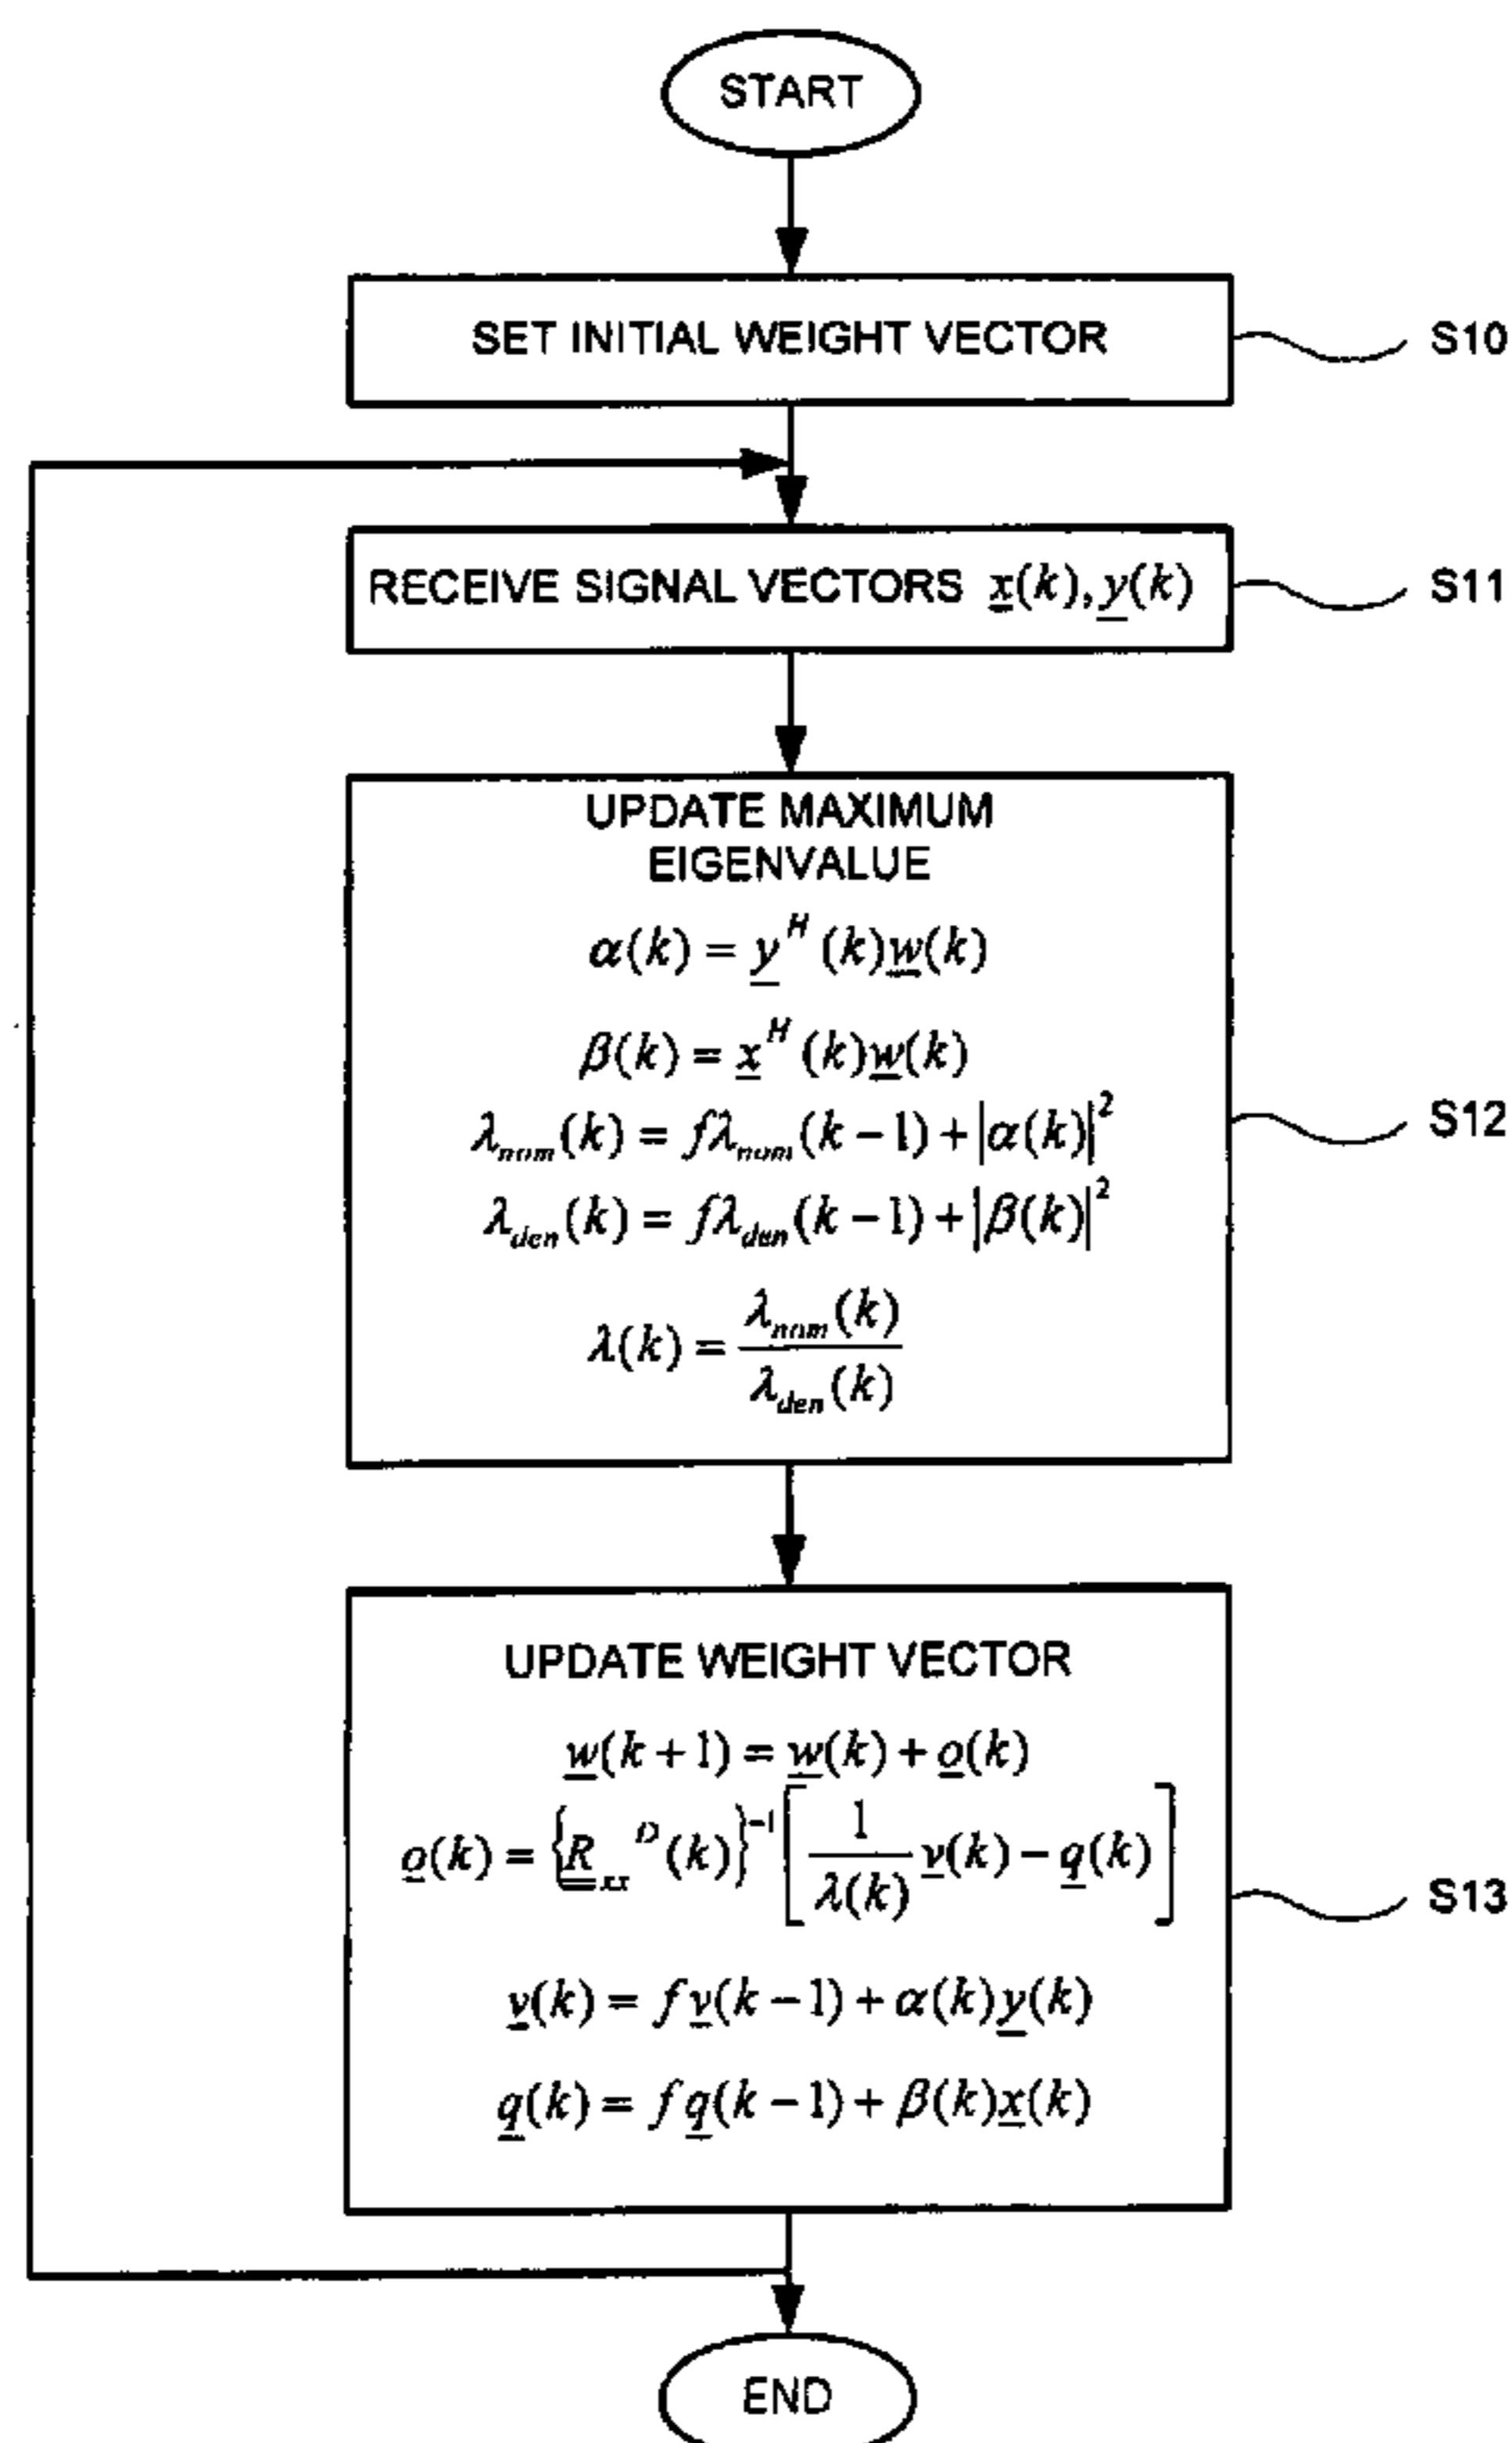 START
SET INITIAL WEIGHT VECTOR
S10
RECEIVE SIGNAL VECTORS x(k), y(k)
S11
UPDATE MAXIMUM
EIGENVALUE
α(k) = y^H(k)w(k)
β(k) = x^H(k)w(k)
λ_nom(k) = fλ_nom(k−1) + |α(k)|²
λ_den(k) = fλ_den(k−1) + |β(k)|²
λ(k) = λ_nom(k) / λ_den(k)
S12
UPDATE WEIGHT VECTOR
w(k+1) = w(k) + o(k)
o(k) = {R_xx^D(k)}^−1 [1/λ(k) v(k) − q(k)]
v(k) = f v(k−1) + α(k)y(k)
q(k) = f q(k−1) + β(k)x(k)
S13
END